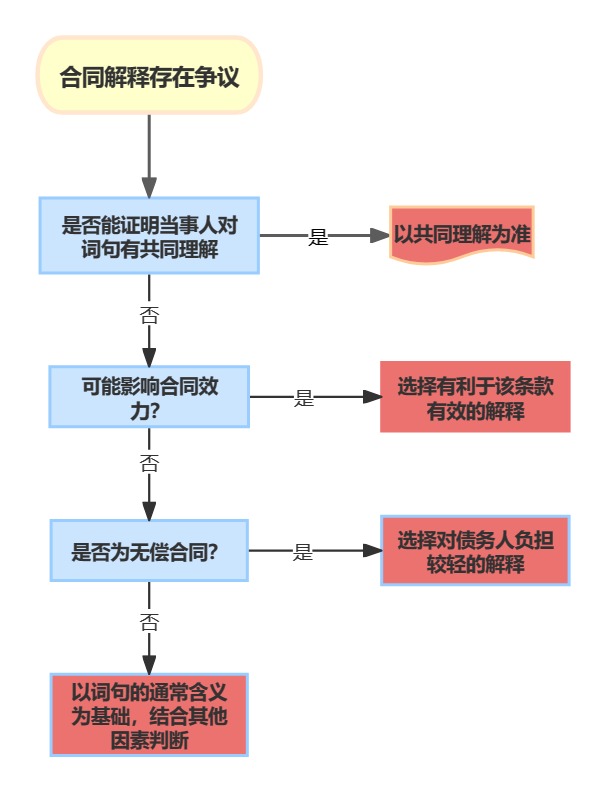 合同解释存在争议
是否能证明当事人对
词句有共同理解
是
以共同理解为准
否
可能影响合同效
力？
是
选择有利于该条款
有效的解释
否
是否为无偿合同？
是
选择对债务人负担
较轻的解释
否
以词句的通常含义
为基础，结合其他
因素判断